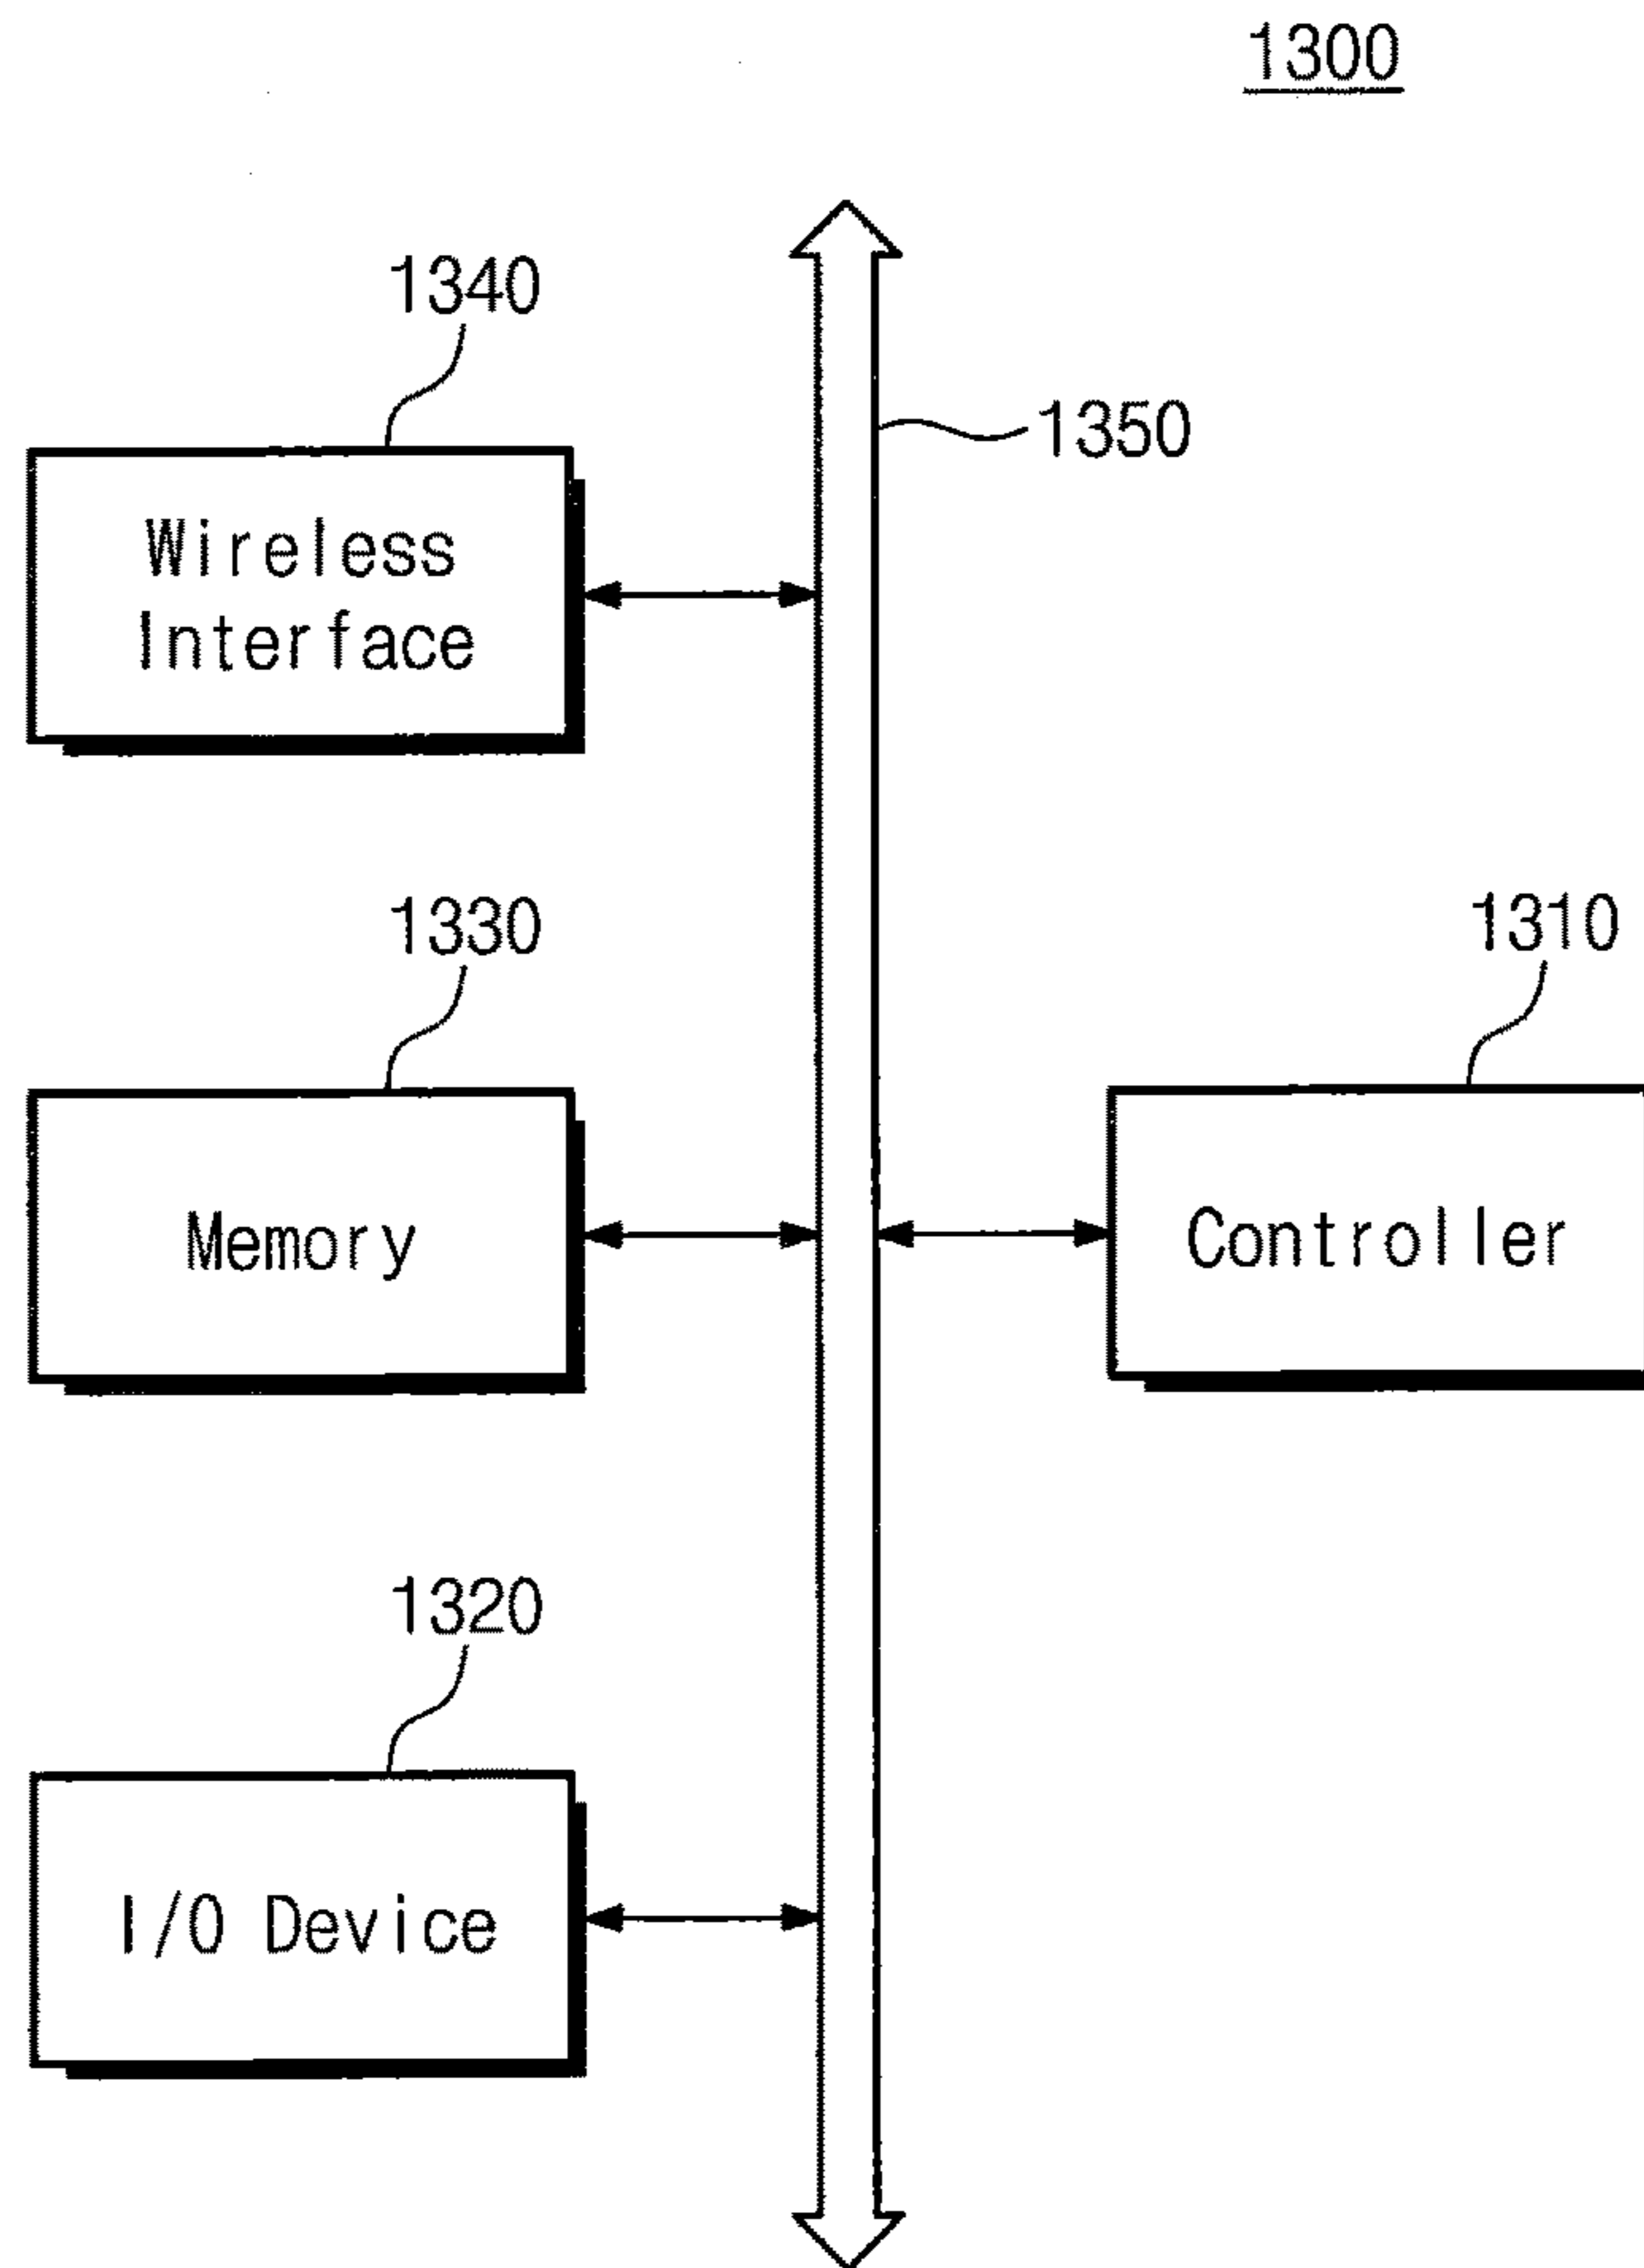 1300
1340
1350
Wireless
Interface
1330
1310
Memory
Controller
1320
I/O Device